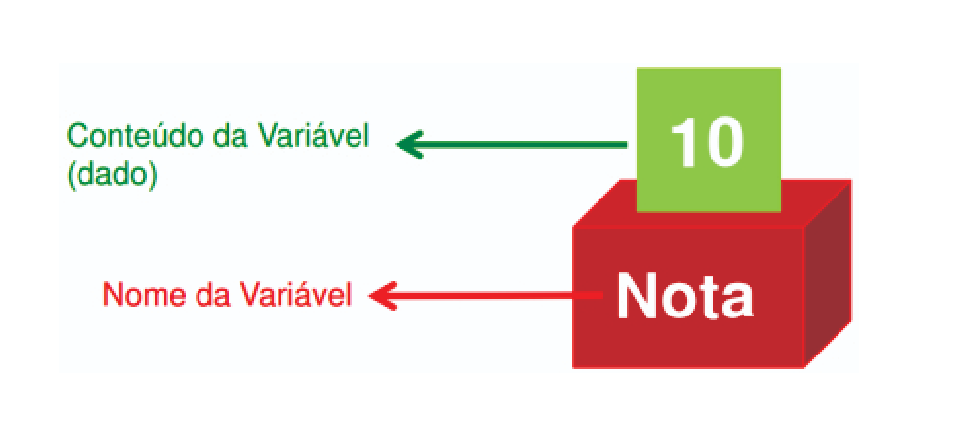 Conteúdo da Variável
(dado)
10
Nome da Variável
Nota